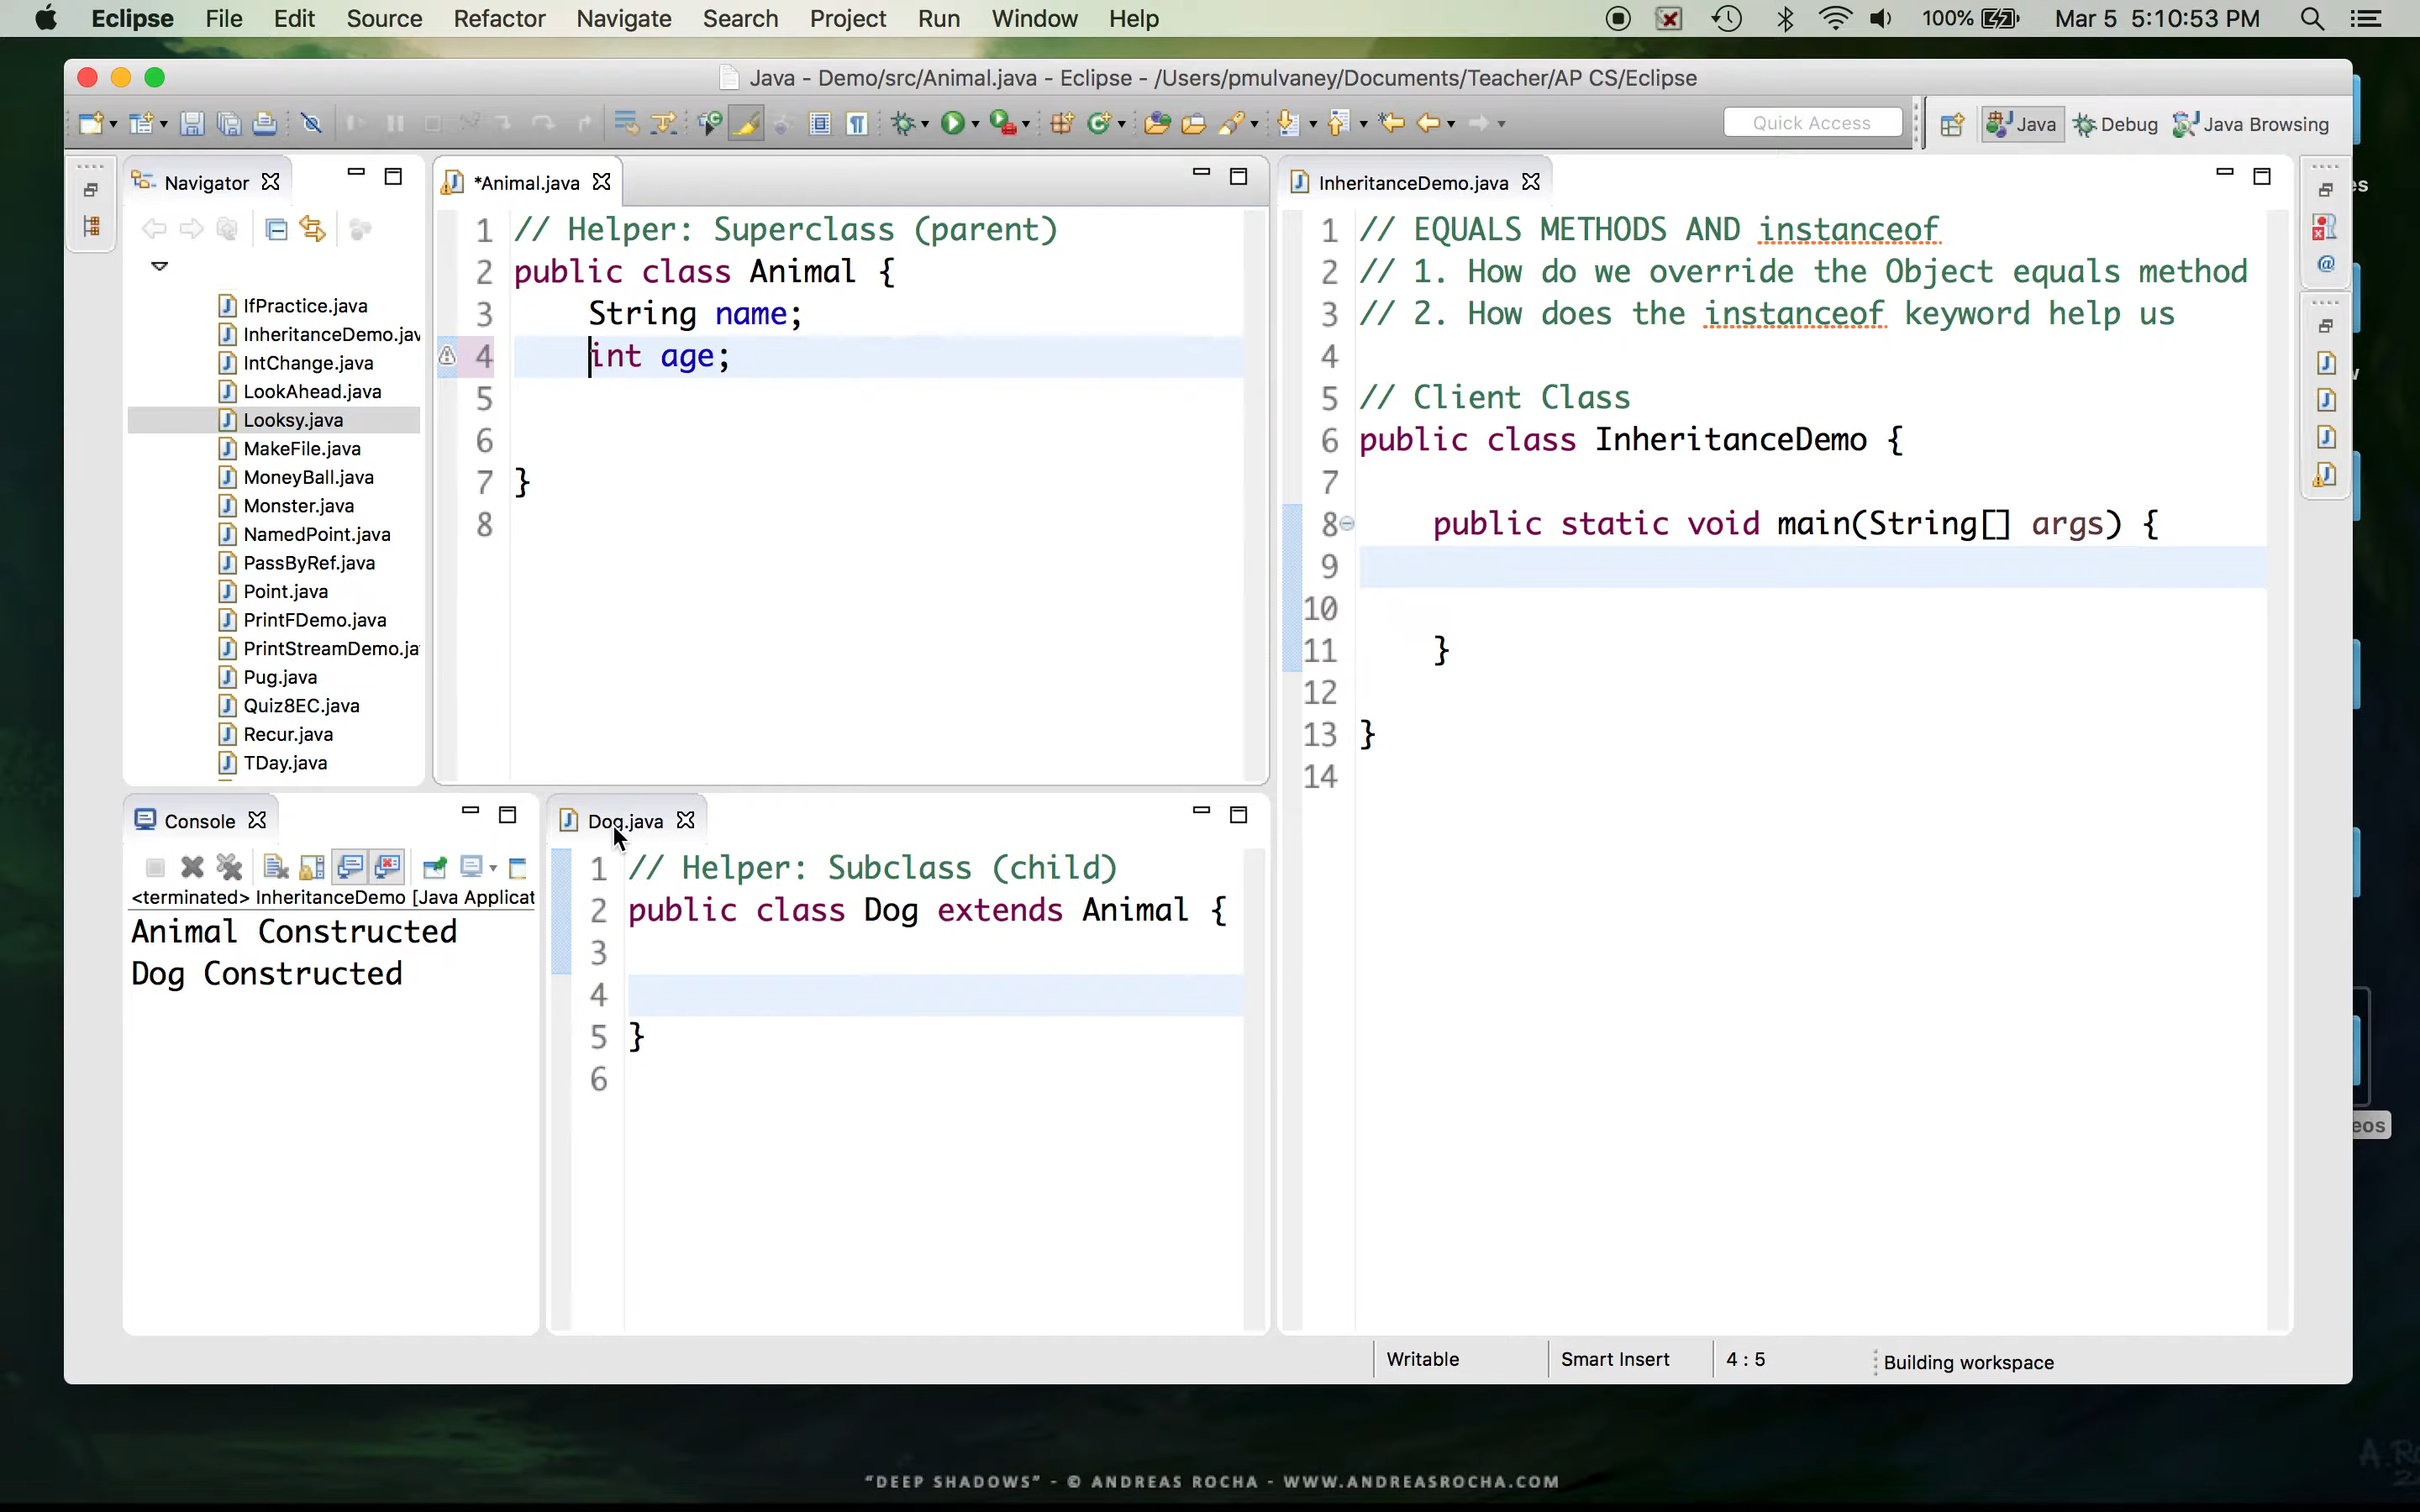 Eclipse File Edit Source Refactor Navigate Search Project Run Window Help 100% Mar 5 5:10:53 PM
Java - Demo/src/Animal.java - Eclipse - /Users/pmulvaney/Documents/Teacher/AP CS/Eclipse
Quick Access Java Debug Java Browsing
Navigator
IfPractice.java
InheritanceDemo.jav
IntChange.java
LookAhead.java
Looksy.java
MakeFile.java
MoneyBall.java
Monster.java
NamedPoint.java
PassByRef.java
Point.java
PrintFDemo.java
PrintStreamDemo.ja
Pug.java
Quiz8EC.java
Recur.java
TDay.java
*Animal.java
1 // Helper: Superclass (parent)
2 public class Animal {
3 String name;
4 int age;
5
6
7 }
8
InheritanceDemo.java
1 // EQUALS METHODS AND instanceof
2 // 1. How do we override the Object equals method
3 // 2. How does the instanceof keyword help us
4
5 // Client Class
6 public class InheritanceDemo {
7
8 public static void main(String[] args) {
9
10
11 }
12
13 }
14
Console
<terminated> InheritanceDemo [Java Applicat
Animal Constructed
Dog Constructed
Dog.java
1 // Helper: Subclass (child)
2 public class Dog extends Animal {
3
4
5 }
6
Writable Smart Insert 4 : 5 Building workspace
es
eos
"DEEP SHADOWS" - © ANDREAS ROCHA - WWW.ANDREASROCHA.COM